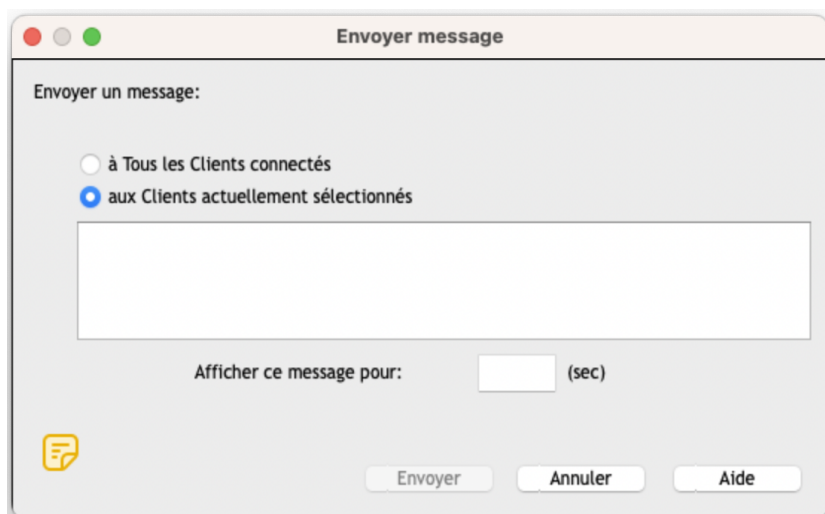 Envoyer message
Envoyer un message:
à Tous les Clients connectés
aux Clients actuellement sélectionnés
Afficher ce message pour: (sec)
Envoyer Annuler Aide